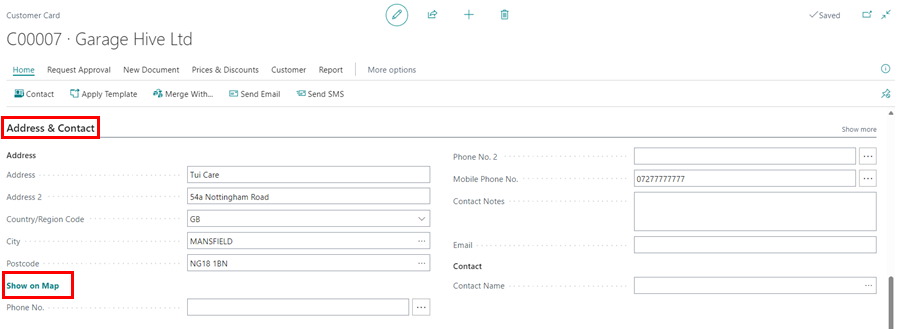 Customer Card
Saved
C00007 · Garage Hive Ltd
Home Request Approval New Document Prices & Discounts Customer Report More options
Contact Apply Template Merge With... Send Email Send SMS
Address & Contact
Show more
Address
Address Tui Care
Address 2 54a Nottingham Road
Country/Region Code GB
City MANSFIELD
Postcode NG18 1BN
Show on Map
Phone No.
Phone No. 2
Mobile Phone No. 07277777777
Contact Notes
Email
Contact
Contact Name